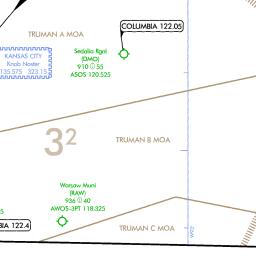 COLUMBIA 122.05
TRUMAN A MOA
Sedalia Rgnl
(DMO)
910 55
ASOS 120.525
KANSAS CITY
Knob Noster
135.575 323.15
32
TRUMAN B MOA
Warsaw Muni
(RAW)
936 40
AWOS-3PT 118.325
BIA 122.4
TRUMAN C MOA